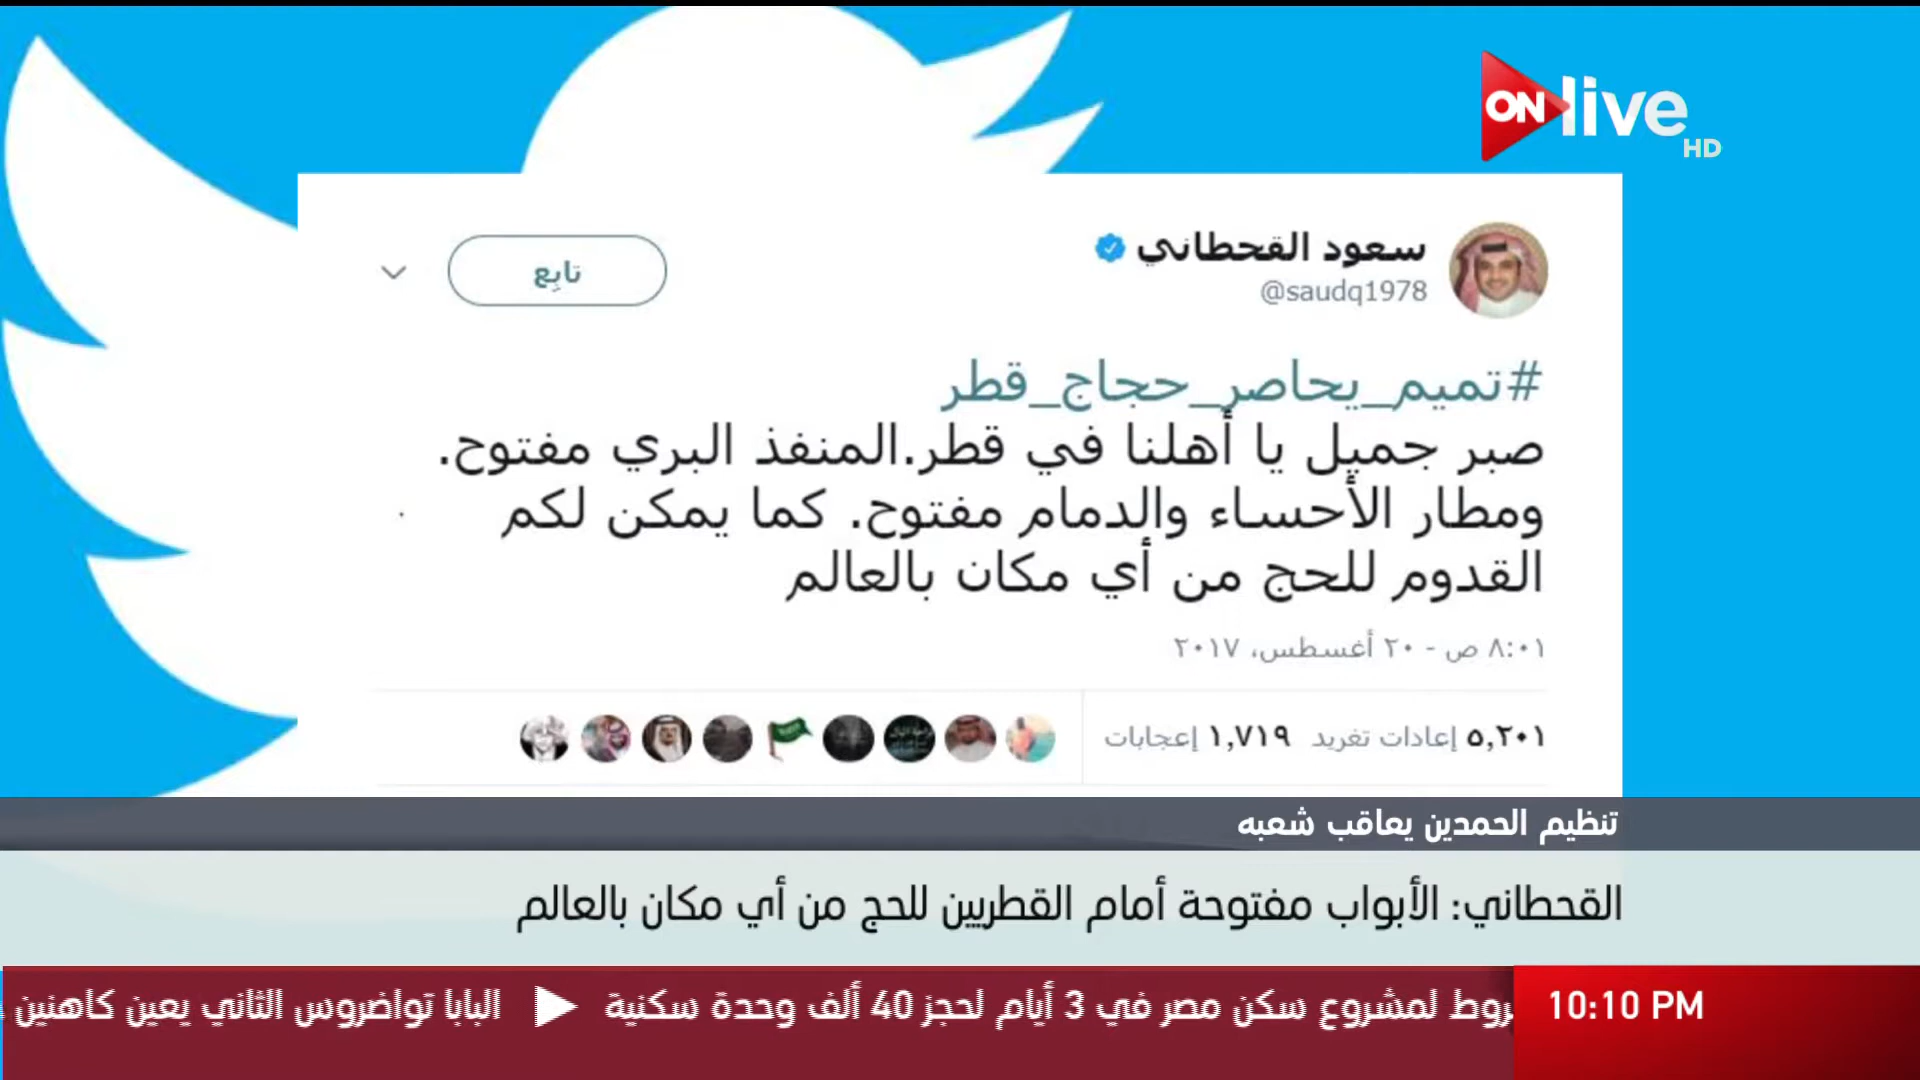 ON live
HD
سعود القحطاني
@saudq1978
تابِع
#تميم_يحاصر_حجاج_قطر
صبر جميل يا أهلنا في قطر.المنفذ البري مفتوح.
ومطار الأحساء والدمام مفتوح. كما يمكن لكم
القدوم للحج من أي مكان بالعالم
٨:٠١ ص - ٢٠ أغسطس، ٢٠١٧
٥,٢٠١ إعادات تغريد ١,٧١٩ إعجابات
تنظيم الحمدين يعاقب شعبه
القحطاني: الأبواب مفتوحة أمام القطريين للحج من أي مكان بالعالم
10:10 PM
روط لمشروع سكن مصر في 3 أيام لحجز 40 ألف وحدة سكنية
البابا تواضروس الثاني يعين كاهنين